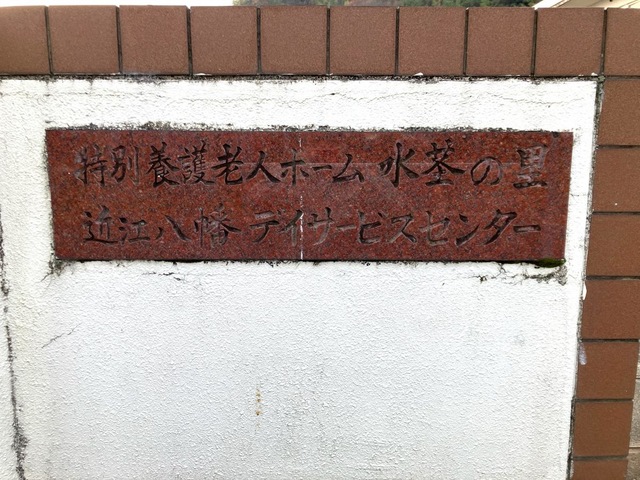 特別養護老人ホーム 水茎の里
近江八幡デイサービスセンター